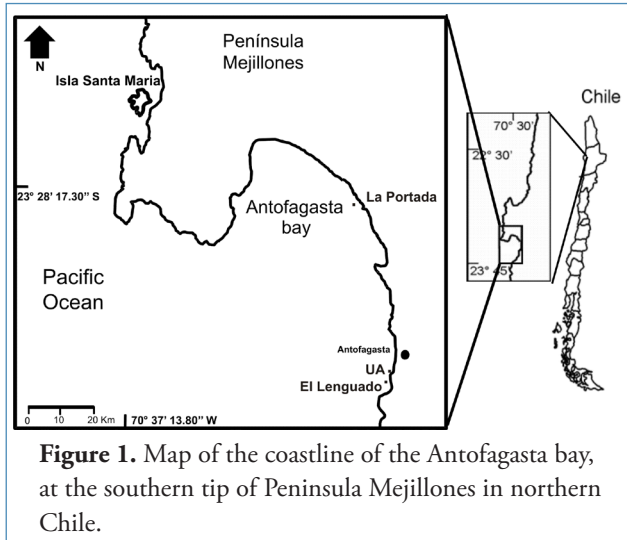 Península
Mejillones
N
Isla Santa Maria
Chile
70° 30'
22° 30'
23° 28' 17.30" S
La Portada
Antofagasta
bay
23° 45'
Pacific
Ocean
Antofagasta
UA
El Lenguado
0 10 20 Km
70° 37' 13.80" W
Figure 1. Map of the coastline of the Antofagasta bay,
at the southern tip of Peninsula Mejillones in northern
Chile.